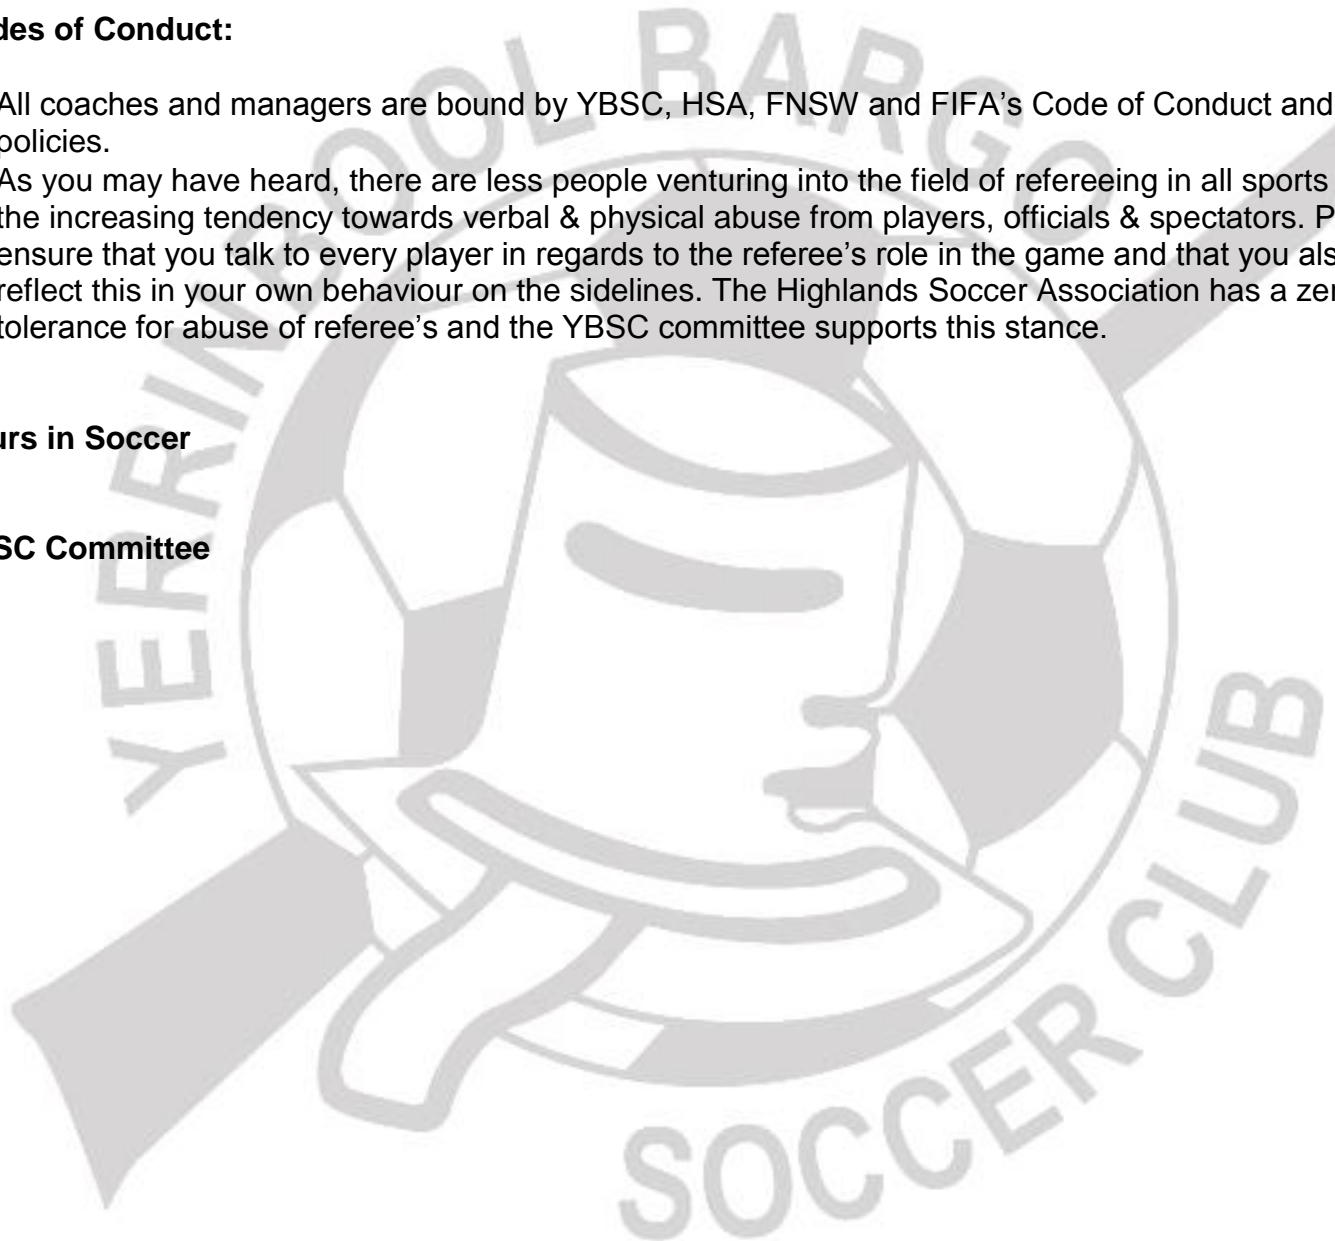 des of Conduct:
All coaches and managers are bound by YBSC, HSA, FNSW and FIFA's Code of Conduct and
policies.
As you may have heard, there are less people venturing into the field of refereeing in all sports
the increasing tendency towards verbal & physical abuse from players, officials & spectators. P
ensure that you talk to every player in regards to the referee's role in the game and that you als
reflect this in your own behaviour on the sidelines. The Highlands Soccer Association has a zer
tolerance for abuse of referee's and the YBSC committee supports this stance.
urs in Soccer
SC Committee
YERRINBOOL BARGO
SOCCER CLUB